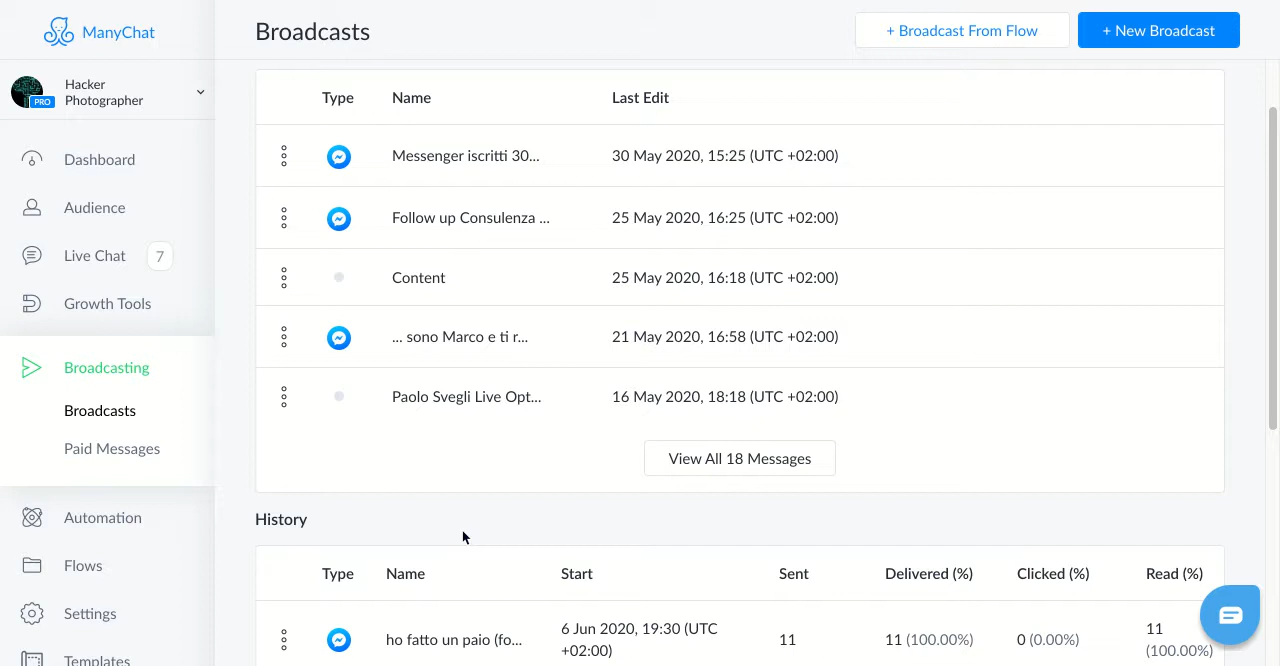 ManyChat
Broadcasts
+ Broadcast From Flow
+ New Broadcast
Hacker
Photographer
PRO
Dashboard
Audience
Live Chat 7
Growth Tools
Broadcasting
Broadcasts
Paid Messages
Automation
Flows
Settings
Templates
Type Name Last Edit
Messenger iscritti 30... 30 May 2020, 15:25 (UTC +02:00)
Follow up Consulenza ... 25 May 2020, 16:25 (UTC +02:00)
Content 25 May 2020, 16:18 (UTC +02:00)
... sono Marco e ti r... 21 May 2020, 16:58 (UTC +02:00)
Paolo Svegli Live Opt... 16 May 2020, 18:18 (UTC +02:00)
View All 18 Messages
History
Type Name Start Sent Delivered (%) Clicked (%) Read (%)
ho fatto un paio (fo... 6 Jun 2020, 19:30 (UTC +02:00) 11 11 (100.00%) 0 (0.00%) 11 (100.00%)